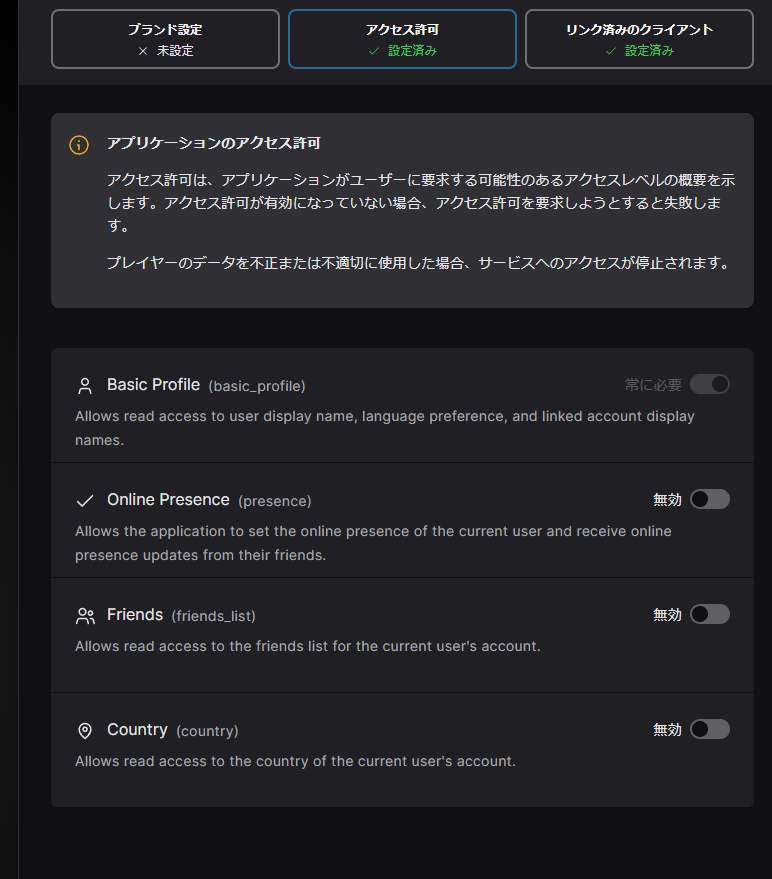 ブランド設定
× 未設定
アクセス許可
✓ 設定済み
リンク済みのクライアント
✓ 設定済み
アプリケーションのアクセス許可
アクセス許可は、アプリケーションがユーザーに要求する可能性のあるアクセスレベルの概要を示
します。アクセス許可が有効になっていない場合、アクセス許可を要求しようとすると失敗しま
す。
プレイヤーのデータを不正または不適切に使用した場合、サービスへのアクセスが停止されます。
Basic Profile (basic_profile)
常に必要
Allows read access to user display name, language preference, and linked account display
names.
Online Presence (presence)
無効
Allows the application to set the online presence of the current user and receive online
presence updates from their friends.
Friends (friends_list)
無効
Allows read access to the friends list for the current user's account.
Country (country)
無効
Allows read access to the country of the current user's account.